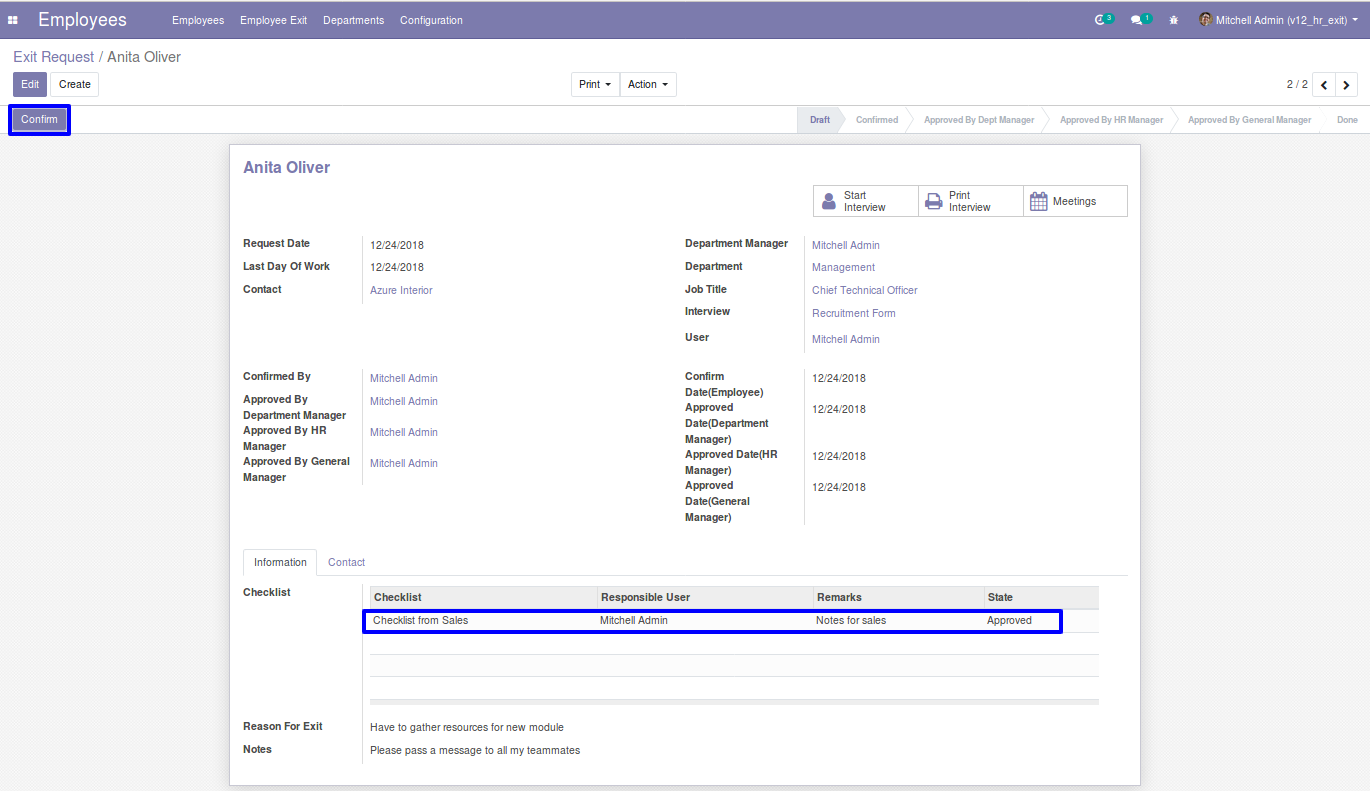 Employees Employees Employee Exit Departments Configuration 3 1 Mitchell Admin (v12_hr_exit)
Exit Request / Anita Oliver
Edit Create Print Action 2 / 2
Confirm Draft Confirmed Approved By Dept Manager Approved By HR Manager Approved By General Manager Done
Anita Oliver
Start Interview Print Interview Meetings
Request Date 12/24/2018
Last Day Of Work 12/24/2018
Contact Azure Interior
Department Manager Mitchell Admin
Department Management
Job Title Chief Technical Officer
Interview Recruitment Form
User Mitchell Admin
Confirmed By Mitchell Admin
Approved By Department Manager Mitchell Admin
Approved By HR Manager Mitchell Admin
Approved By General Manager Mitchell Admin
Confirm Date(Employee) 12/24/2018
Approved Date(Department Manager) 12/24/2018
Approved Date(HR Manager) 12/24/2018
Approved Date(General Manager) 12/24/2018
Information Contact
Checklist
Checklist Responsible User Remarks State
Checklist from Sales Mitchell Admin Notes for sales Approved
Reason For Exit Have to gather resources for new module
Notes Please pass a message to all my teammates